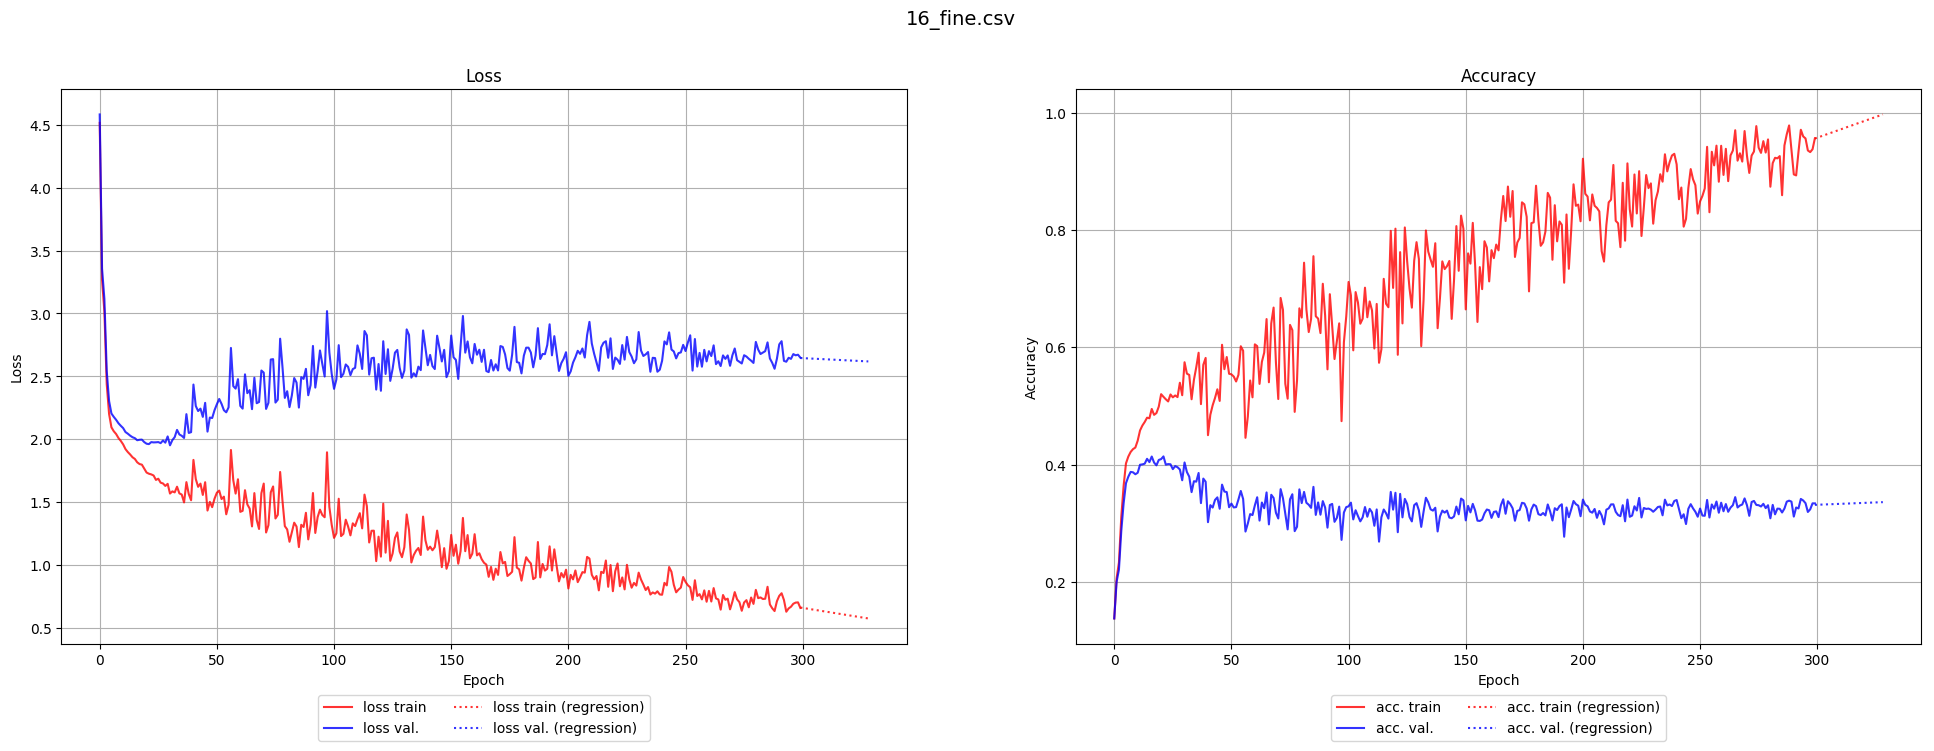 16_fine.csv
Loss
Loss
4.5
4.0
3.5
3.0
2.5
2.0
1.5
1.0
0.5
0 50 100 150 200 250 300
Epoch
loss train
loss val.
loss train (regression)
loss val. (regression)
Accuracy
Accuracy
1.0
0.8
0.6
0.4
0.2
0 50 100 150 200 250 300
Epoch
acc. train
acc. val.
acc. train (regression)
acc. val. (regression)